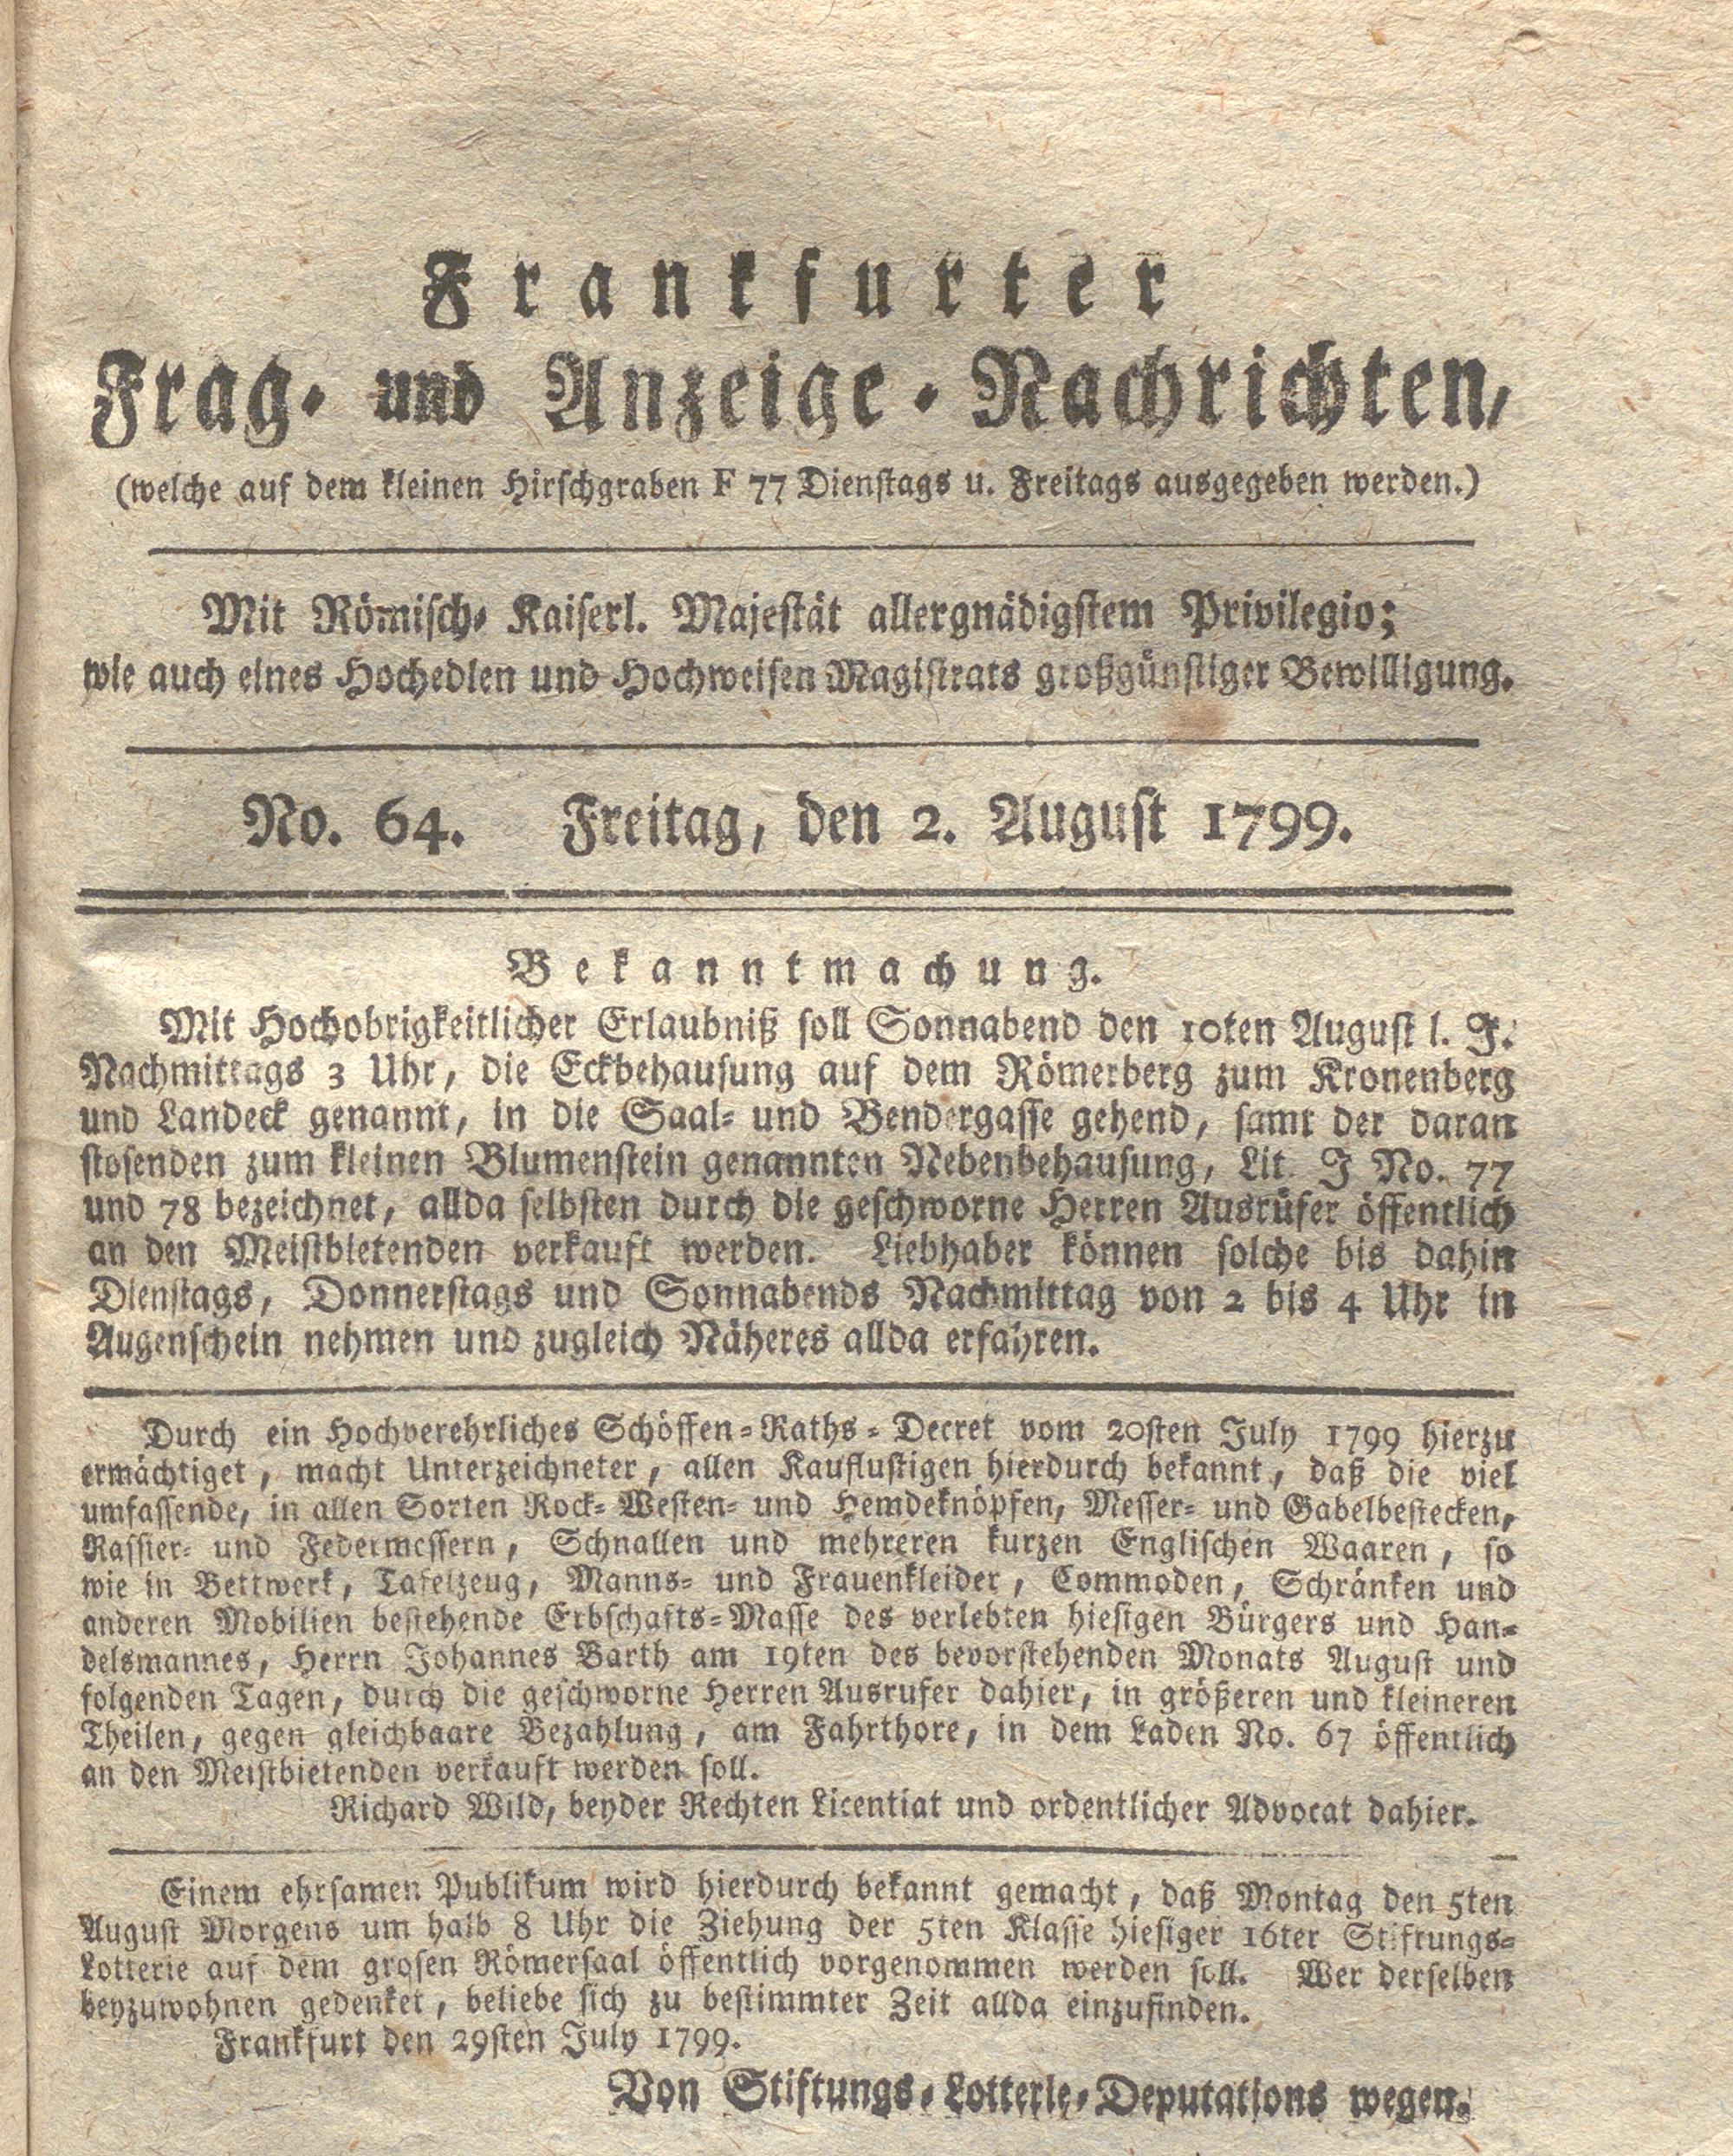 Frankfurter
Frag- und Anzeige-Nachrichten,
(welche auf dem kleinen Hirschgraben F 77 Dienstags u. Freitags ausgegeben werden.)
Mit Römisch- Kaiserl. Majestät allergnädigstem Privilegio;
wie auch eines Hochedlen und Hochweisen Magistrats großgünstiger Bewilligung.
No. 64. Freitag, den 2. August 1799.
Bekanntmachung.
Mit Hochobrigkeitlicher Erlaubniß soll Sonnabend den 10ten August l. J.
Nachmittags 3 Uhr, die Eckbehausung auf dem Römerberg zum Kronenberg
und Landeck genannt, in die Saal- und Bendergasse gehend, samt der daran
stosenden zum kleinen Blumenstein genannten Nebenbehausung, Lit. J No. 77
und 78 bezeichnet, allda selbsten durch die geschworne Herren Ausrüfer öffentlich
an den Meistbietenden verkauft werden. Liebhaber können solche bis dahin
Dienstags, Donnerstags und Sonnabends Nachmittag von 2 bis 4 Uhr in
Augenschein nehmen und zugleich Näheres allda erfahren.
Durch ein Hochverehrliches Schöffen-Raths-Decret vom 20sten July 1799 hierzu
ermächtiget, macht Unterzeichneter, allen Kauflustigen hierdurch bekannt, daß die viel
umfassende, in allen Sorten Rock- Westen- und Hemdeknöpfen, Messer- und Gabelbestecken,
Rassier- und Federmessern, Schnallen und mehreren kurzen Englischen Waaren, so
wie in Bettwerk, Tafelzeug, Manns- und Frauenkleider, Commoden, Schränken und
anderen Mobilien bestehende Erbschafts-Masse des verlebten hiesigen Bürgers und Han-
delsmannes, Herrn Johannes Barth am 19ten des bevorstehenden Monats August und
folgenden Tagen, durch die geschworne Herren Ausrufer dahier, in größeren und kleineren
Theilen, gegen gleichbaare Bezahlung, am Fahrthore, in dem Laden No. 67 öffentlich
an den Meistbietenden verkauft werden soll.
Richard Wild, beyder Rechten Licentiat und ordentlicher Advocat dahier.
Einem ehrsamen Publikum wird hierdurch bekannt gemacht, daß Montag den 5ten
August Morgens um halb 8 Uhr die Ziehung der 5ten Klasse hiesiger 16ter Stiftungs-
Lotterie auf dem grosen Römersaal öffentlich vorgenommen werden soll. Wer derselben
beyzuwohnen gedenket, beliebe sich zu bestimmter Zeit allda einzufinden.
Frankfurt den 29sten July 1799.
Von Stiftungs-Lotterie-Deputations wegen.